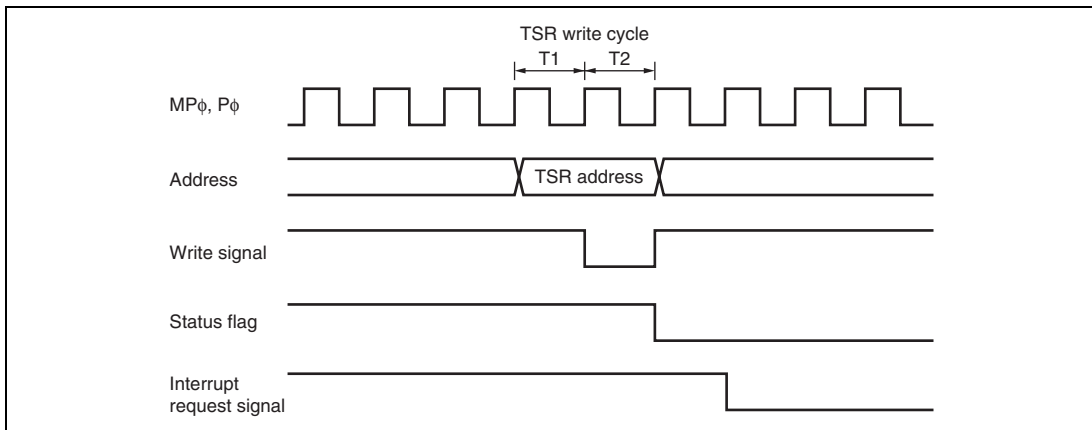 TSR write cycle
T1 T2
MPϕ, Pϕ
Address
TSR address
Write signal
Status flag
Interrupt
request signal